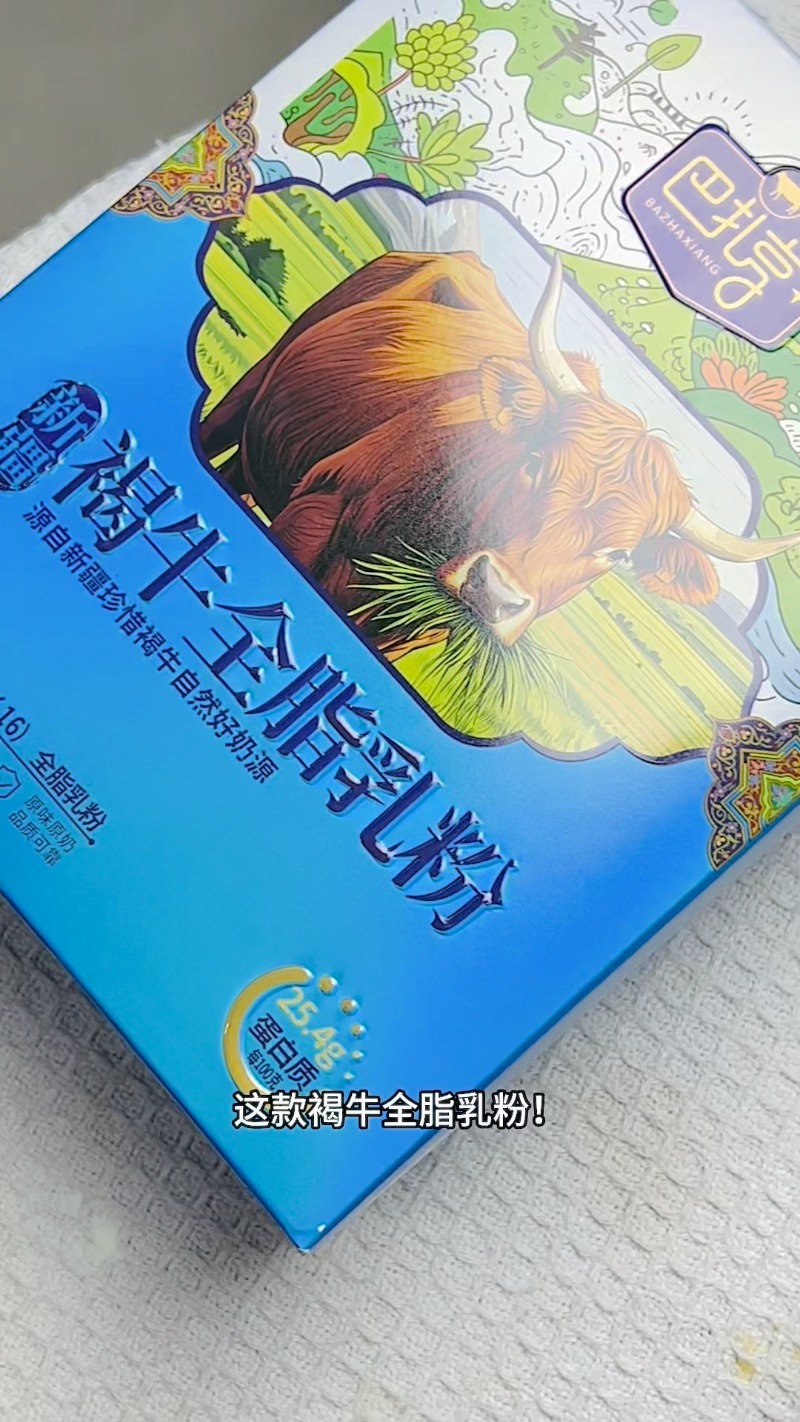 巴扎亨
BAZHAXIANG
新疆
褐牛全脂乳粉
源自新疆珍惜褐牛自然好奶源
16)
全脂乳粉
原味原奶
品质可靠
25.4g
蛋白质
每100克
这款褐牛全脂乳粉！